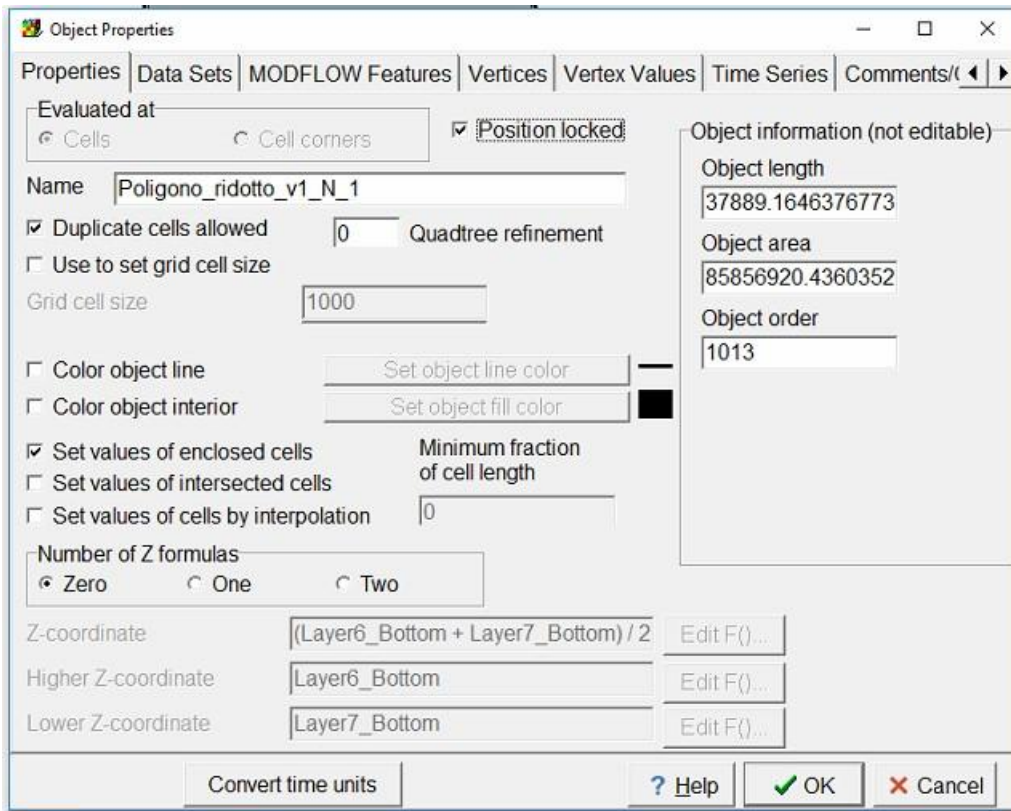 Object Properties
Properties Data Sets MODFLOW Features Vertices Vertex Values Time Series Comments/
Evaluated at
Cells Cell corners
Position locked
Name Poligono_ridotto_v1_N_1
Duplicate cells allowed 0 Quadtree refinement
Use to set grid cell size
Grid cell size 1000
Color object line Set object line color
Color object interior Set object fill color
Set values of enclosed cells
Set values of intersected cells
Set values of cells by interpolation
Minimum fraction
of cell length
0
Number of Z formulas
Zero One Two
Z-coordinate (Layer6_Bottom + Layer7_Bottom) / 2 Edit F()...
Higher Z-coordinate Layer6_Bottom Edit F()...
Lower Z-coordinate Layer7_Bottom Edit F()...
Object information (not editable)
Object length
37889.1646376773
Object area
85856920.4360352
Object order
1013
Convert time units ? Help OK Cancel